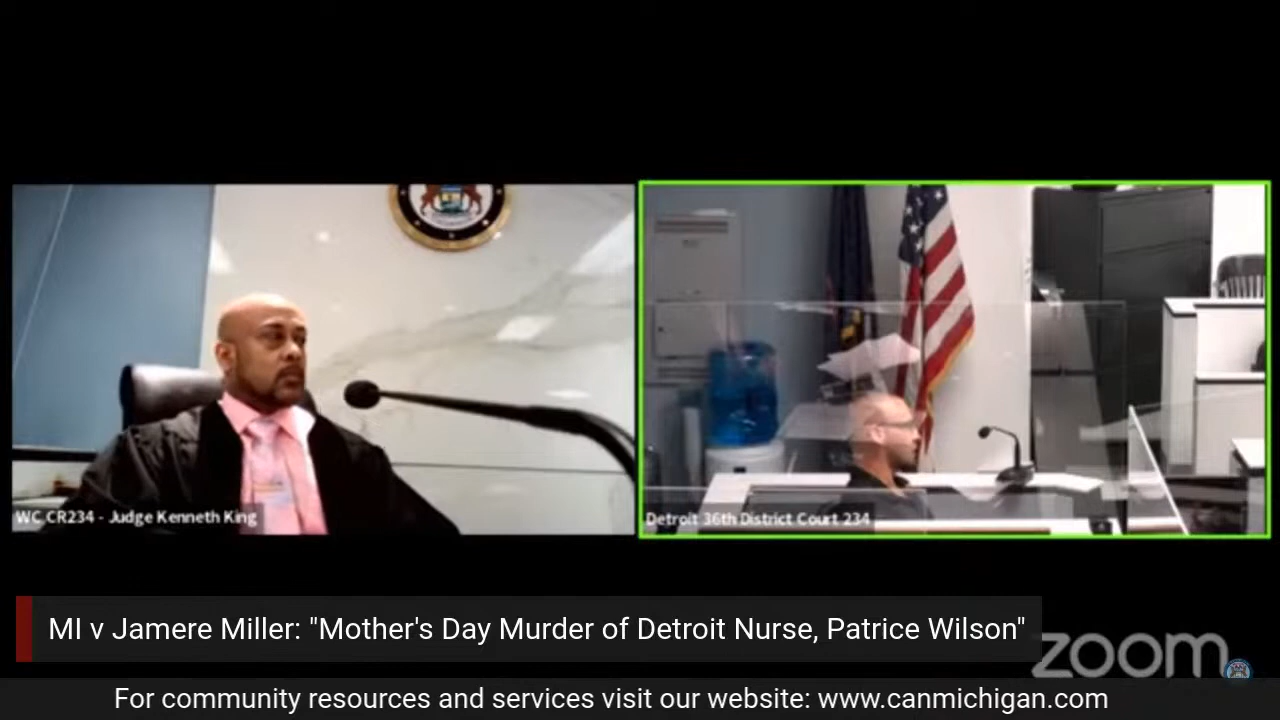 WC CR234 - Judge Kenneth King
Detroit 36th District Court 234
MI v Jamere Miller: "Mother's Day Murder of Detroit Nurse, Patrice Wilson"
zoom
For community resources and services visit our website: www.canmichigan.com